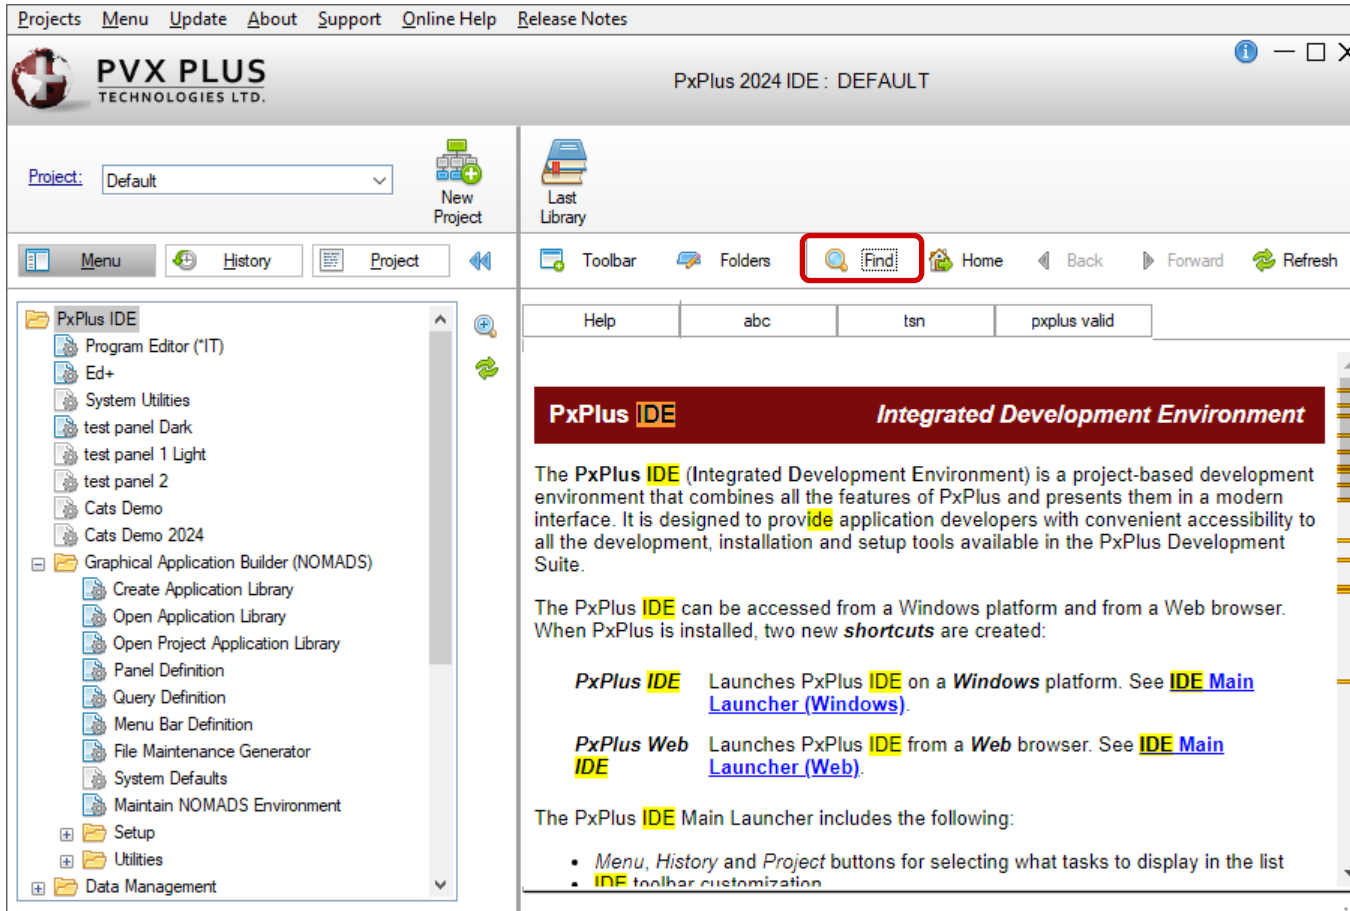 Projects Menu Update About Support Online Help Release Notes
PVX PLUS
TECHNOLOGIES LTD.
PxPlus 2024 IDE : DEFAULT
Project: Default
New
Project
Last
Library
Menu History Project
Toolbar Folders Find Home Back Forward Refresh
PxPlus IDE
Program Editor (*IT)
Ed+
System Utilities
test panel Dark
test panel 1 Light
test panel 2
Cats Demo
Cats Demo 2024
Graphical Application Builder (NOMADS)
Create Application Library
Open Application Library
Open Project Application Library
Panel Definition
Query Definition
Menu Bar Definition
File Maintenance Generator
System Defaults
Maintain NOMADS Environment
Setup
Utilities
Data Management
Help abc tsn pxplus valid
PxPlus IDE Integrated Development Environment
The PxPlus IDE (Integrated Development Environment) is a project-based development
environment that combines all the features of PxPlus and presents them in a modern
interface. It is designed to provide application developers with convenient accessibility to
all the development, installation and setup tools available in the PxPlus Development
Suite.
The PxPlus IDE can be accessed from a Windows platform and from a Web browser.
When PxPlus is installed, two new shortcuts are created:
PxPlus IDE Launches PxPlus IDE on a Windows platform. See IDE Main
Launcher (Windows).
PxPlus Web Launches PxPlus IDE from a Web browser. See IDE Main
IDE Launcher (Web).
The PxPlus IDE Main Launcher includes the following:
• Menu, History and Project buttons for selecting what tasks to display in the list
• IDE toolbar customization